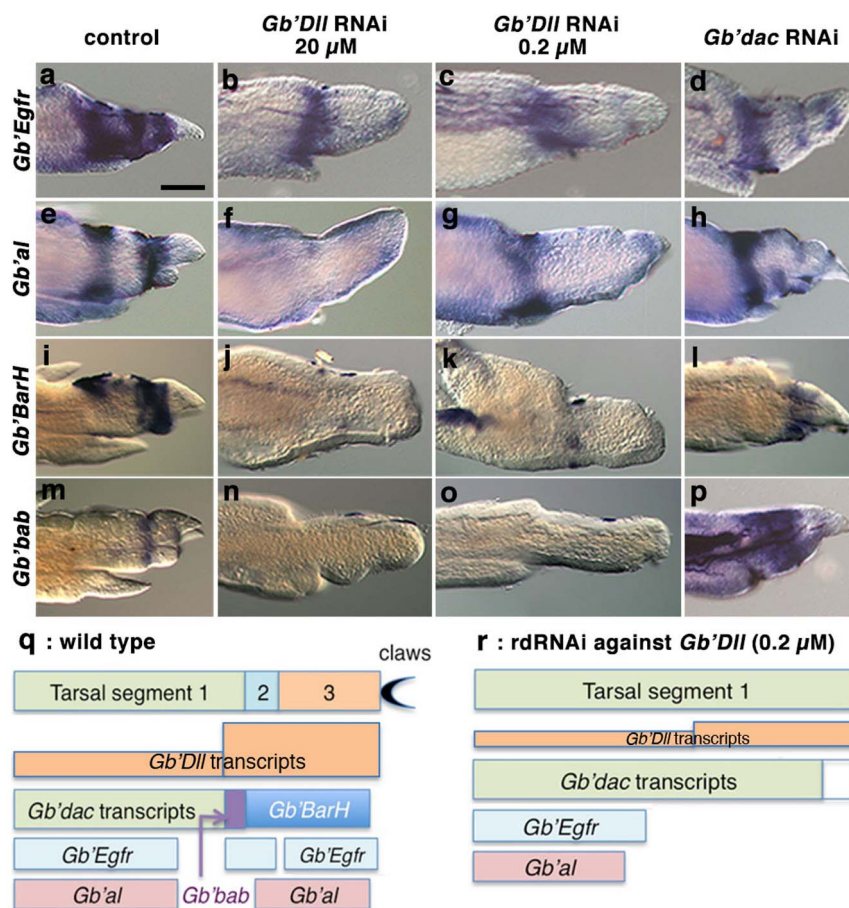 control
Gb'Dll RNAi
20 µM
Gb'Dll RNAi
0.2 µM
Gb'dac RNAi
Gb'Egfr
a
b
c
d
Gb'al
e
f
g
h
Gb'BarH
i
j
k
l
Gb'bab
m
n
o
p
q : wild type
claws
Tarsal segment 1
2
3
Gb'Dll transcripts
Gb'dac transcripts
Gb'BarH
Gb'Egfr
Gb'Egfr
Gb'al
Gb'bab
Gb'al
r : rdRNAi against Gb'Dll (0.2 µM)
Tarsal segment 1
Gb'Dll transcripts
Gb'dac transcripts
Gb'Egfr
Gb'al